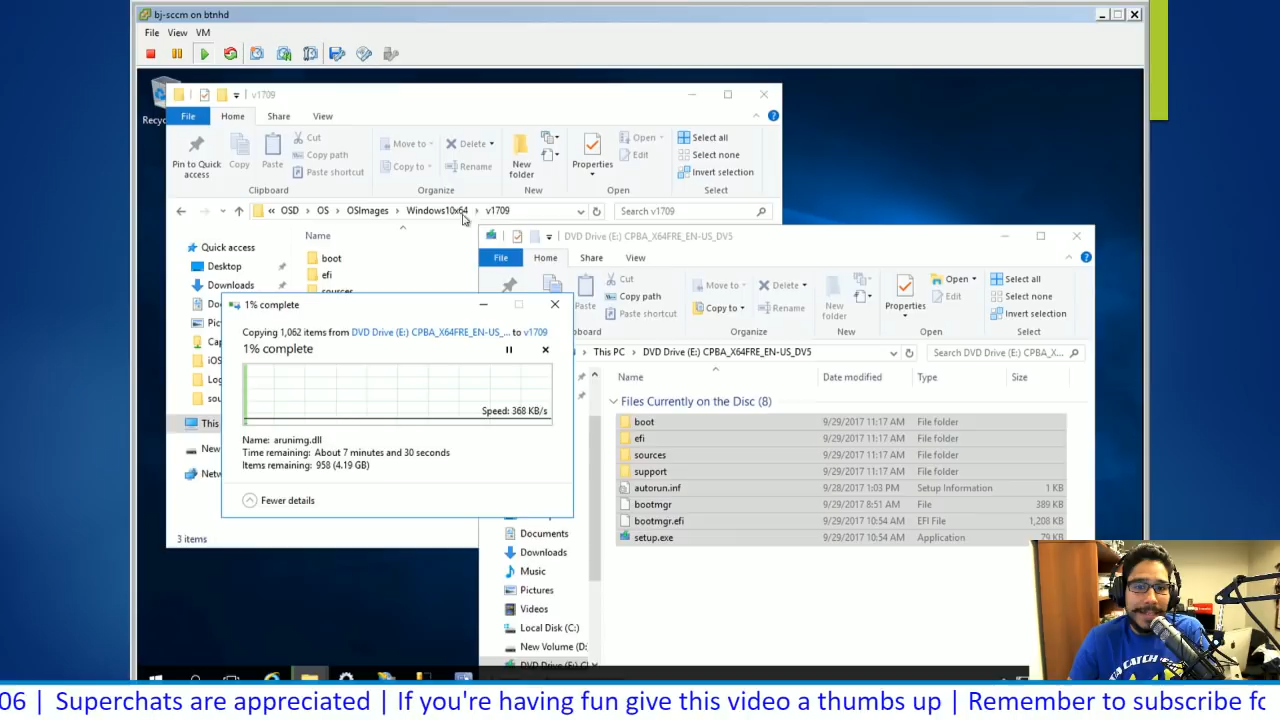 bj-sccm on btnhd
File View VM
v1709
File Home Share View
Pin to Quick access
Copy
Paste
Cut
Copy path
Paste shortcut
Move to
Copy to
Delete
Rename
New folder
Properties
Open
Edit
Select all
Select none
Invert selection
Clipboard Organize New Open Select
« OSD › OS › OSImages › Windows10x64 › v1709
Search v1709
Quick access
Desktop
Downloads
Name
boot
efi
sources
This
3 items
1% complete
Copying 1,062 items from DVD Drive (E:) CPBA_X64FRE_EN-US_... to v1709
1% complete
Speed: 368 KB/s
Name: arunimg.dll
Time remaining: About 7 minutes and 30 seconds
Items remaining: 958 (4.19 GB)
Fewer details
DVD Drive (E:) CPBA_X64FRE_EN-US_DV5
File Home Share View
Cut
Copy path
Paste shortcut
Move to
Copy to
Delete
Rename
New folder
Properties
Open
Edit
Select all
Select none
Invert selection
Organize New Open Select
This PC › DVD Drive (E:) CPBA_X64FRE_EN-US_DV5
Search DVD Drive (E:) CPBA_X...
Name Date modified Type Size
Files Currently on the Disc (8)
boot 9/29/2017 11:17 AM File folder
efi 9/29/2017 11:17 AM File folder
sources 9/29/2017 11:17 AM File folder
support 9/29/2017 11:17 AM File folder
autorun.inf 9/28/2017 1:03 PM Setup Information 1 KB
bootmgr 9/29/2017 8:51 AM File 389 KB
bootmgr.efi 9/29/2017 10:54 AM EFI File 1,208 KB
setup.exe 9/29/2017 10:54 AM Application 79 KB
Documents
Downloads
Music
Pictures
Videos
Local Disk (C:)
New Volume (D:
06 | Superchats are appreciated | If you're having fun give this video a thumbs up | Remember to subscribe fo